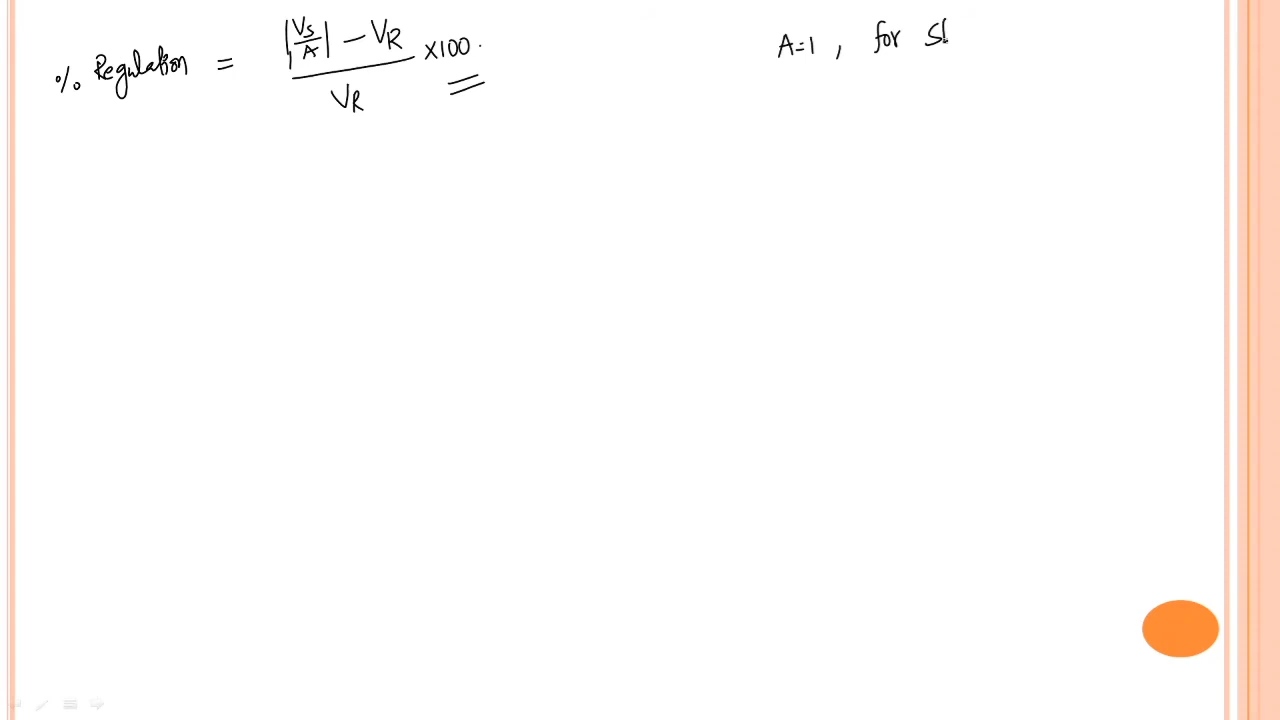 % Regulation = |Vs/A| - VR / VR ×100.
A=1 , for